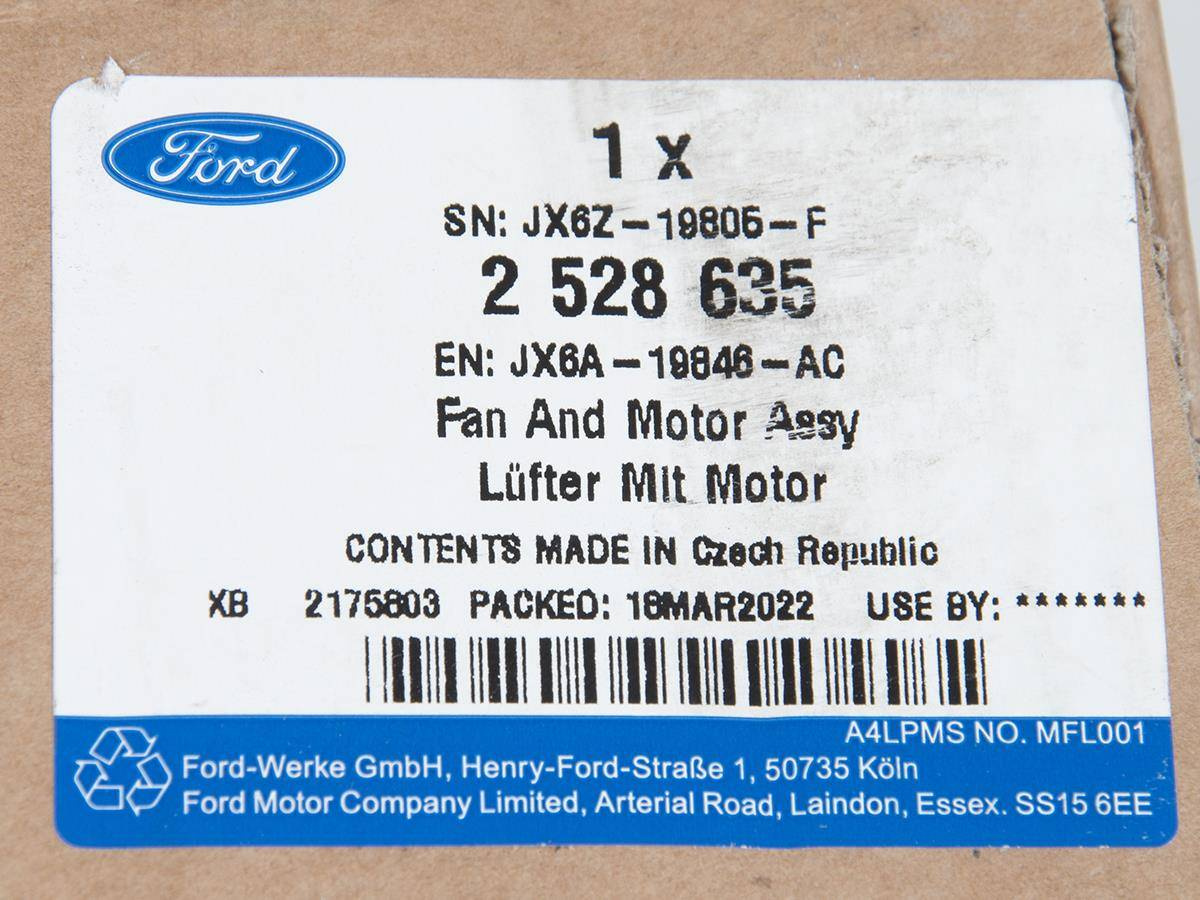 Ford
1 x
SN: JX6Z-19805-F
2 528 635
EN: JX6A-19846-AC
Fan And Motor Assy
Lüfter Mit Motor
CONTENTS MADE IN Czech Republic
XB 2175803 PACKED: 18MAR2022 USE BY: *******
A4LPMS NO. MFL001
Ford-Werke GmbH, Henry-Ford-Straße 1, 50735 Köln
Ford Motor Company Limited, Arterial Road, Laindon, Essex. SS15 6EE